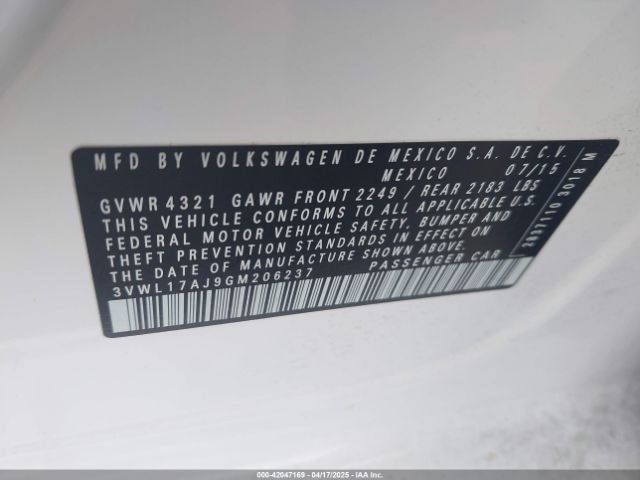 MFD BY VOLKSWAGEN DE MEXICO S.A. DE C.V.
MEXICO 07/15
GVWR 4321 GAWR FRONT 2249 / REAR 2183 LBS
THIS VEHICLE CONFORMS TO ALL APPLICABLE U.S.
FEDERAL MOTOR VEHICLE SAFETY, BUMPER AND
THEFT PREVENTION STANDARDS IN EFFECT ON
THE DATE OF MANUFACTURE SHOWN ABOVE.
3VWL17AJ9GM206237 PASSENGER CAR
3018 M
000-42047169 - 04/17/2025 - IAA Inc.